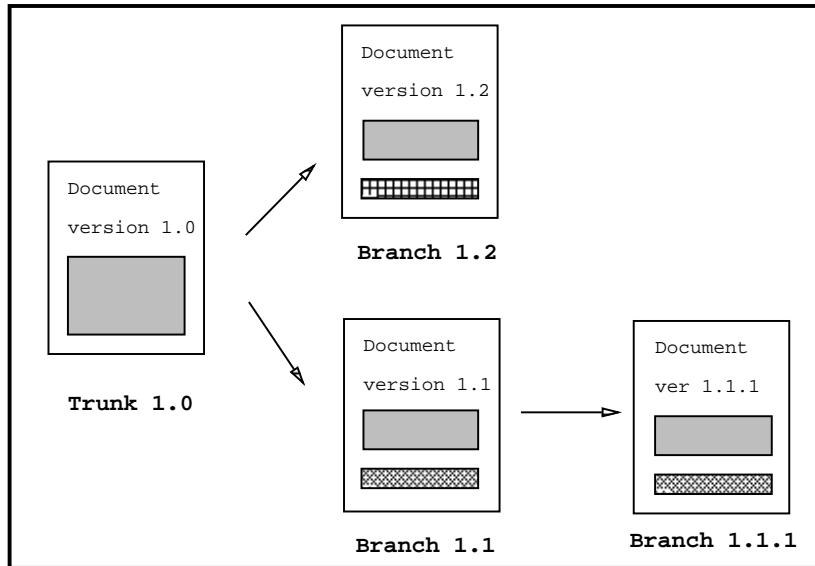 Document
version 1.0
Trunk 1.0
Document
version 1.2
Branch 1.2
Document
version 1.1
Branch 1.1
Document
ver 1.1.1
Branch 1.1.1